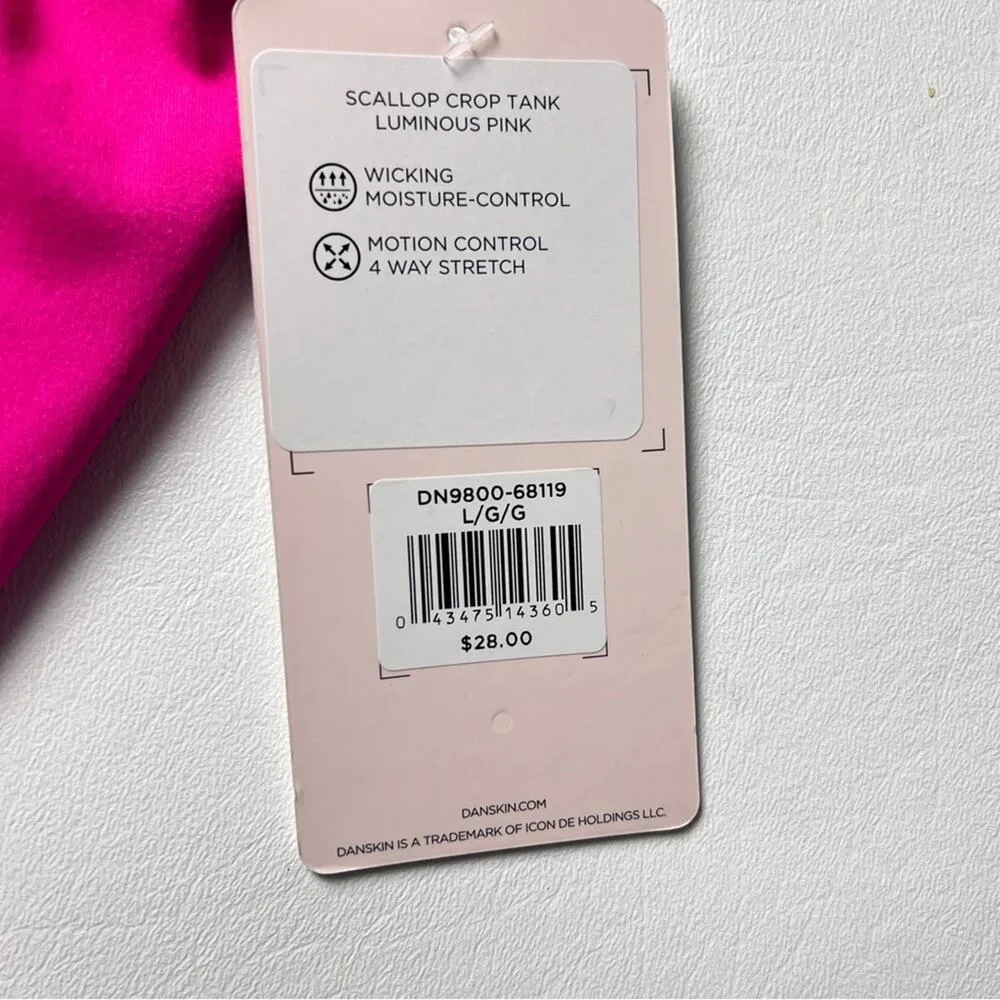 SCALLOP CROP TANK
LUMINOUS PINK
WICKING
MOISTURE-CONTROL
MOTION CONTROL
4 WAY STRETCH
DN9800-68119
L/G/G
0 43475 14360 5
$28.00
DANSKIN.COM
DANSKIN IS A TRADEMARK OF ICON DE HOLDINGS LLC.